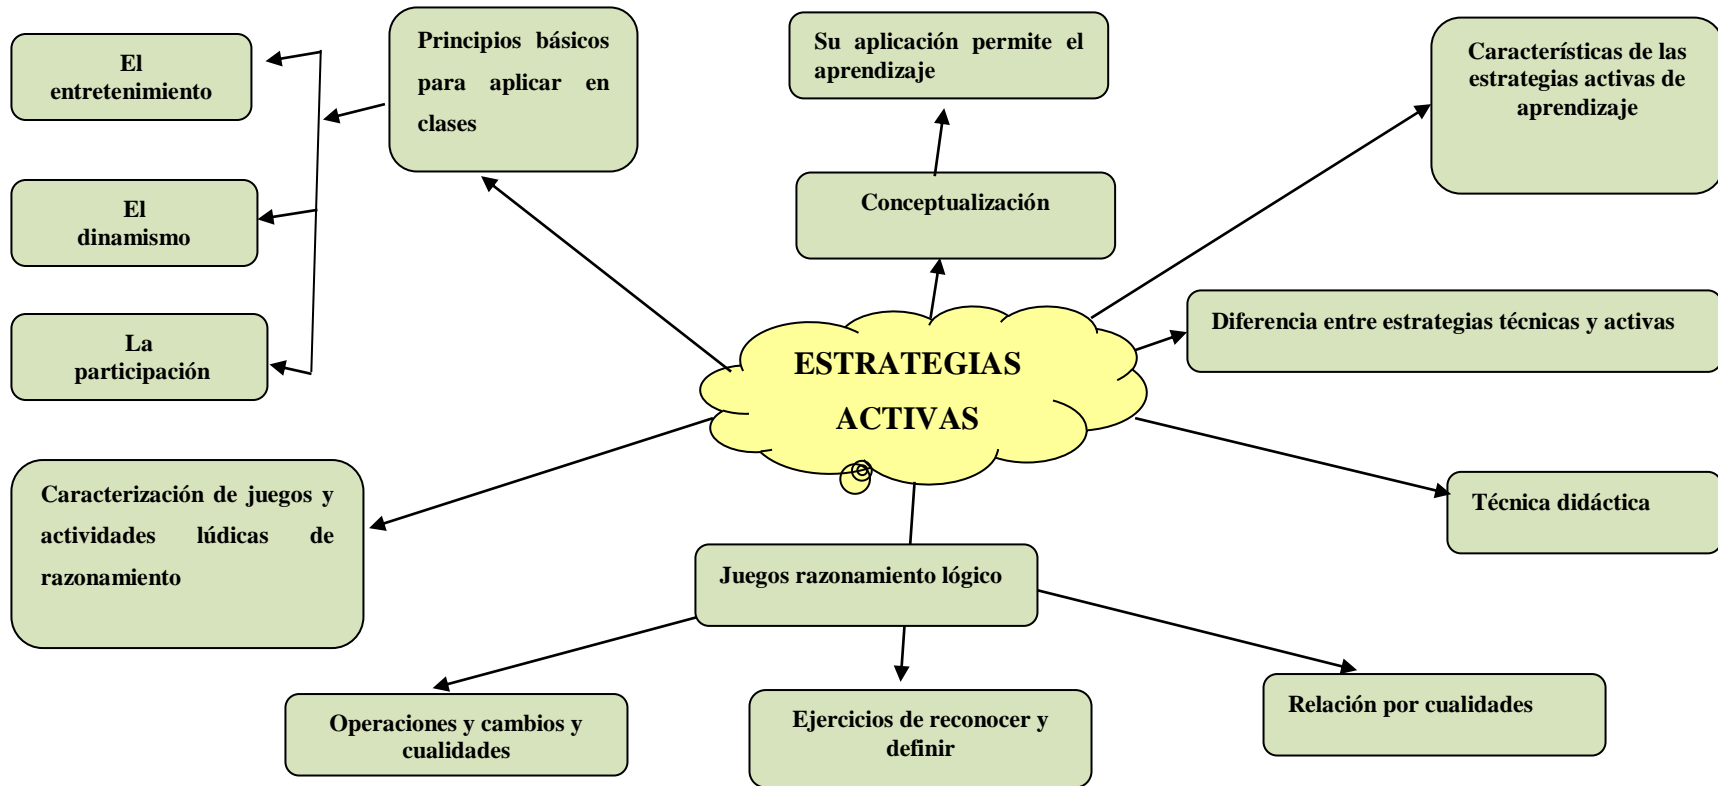 El
entretenimiento
El
dinamismo
La
participación
Principios básicos
para aplicar en
clases
Su aplicación permite el
aprendizaje
Conceptualización
Características de las
estrategias activas de
aprendizaje
Diferencia entre estrategias técnicas y activas
ESTRATEGIAS
ACTIVAS
Técnica didáctica
Caracterización de juegos y
actividades lúdicas de
razonamiento
Juegos razonamiento lógico
Operaciones y cambios y
cualidades
Ejercicios de reconocer y
definir
Relación por cualidades